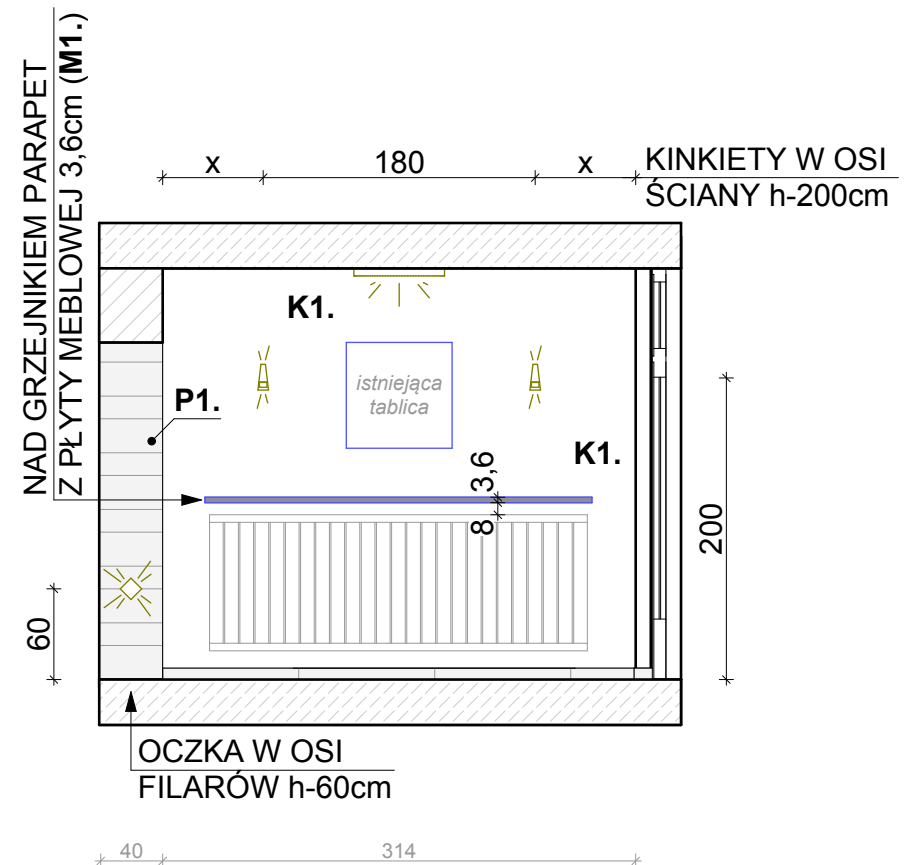 NAD GRZEJNIKIEM PARAPET
Z PŁYTY MEBLOWEJ 3,6cm (M1.)
x 180 x
KINKIETY W OSI
ŚCIANY h-200cm
K1.
istniejąca
tablica
P1.
K1.
3,6
8
200
60
OCZKA W OSI
FILARÓW h-60cm
40 314